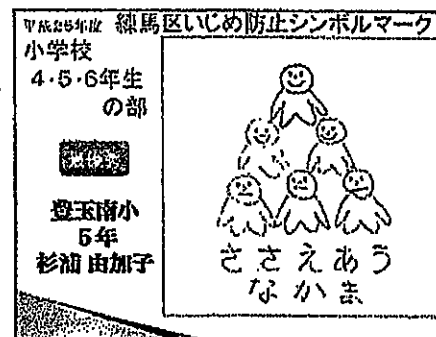 平成25年度 練馬区いじめ防止シンボルマーク
小学校
4・5・6年生
の部
豊玉南小
5年
杉浦 由加子
ささえあう
なかま